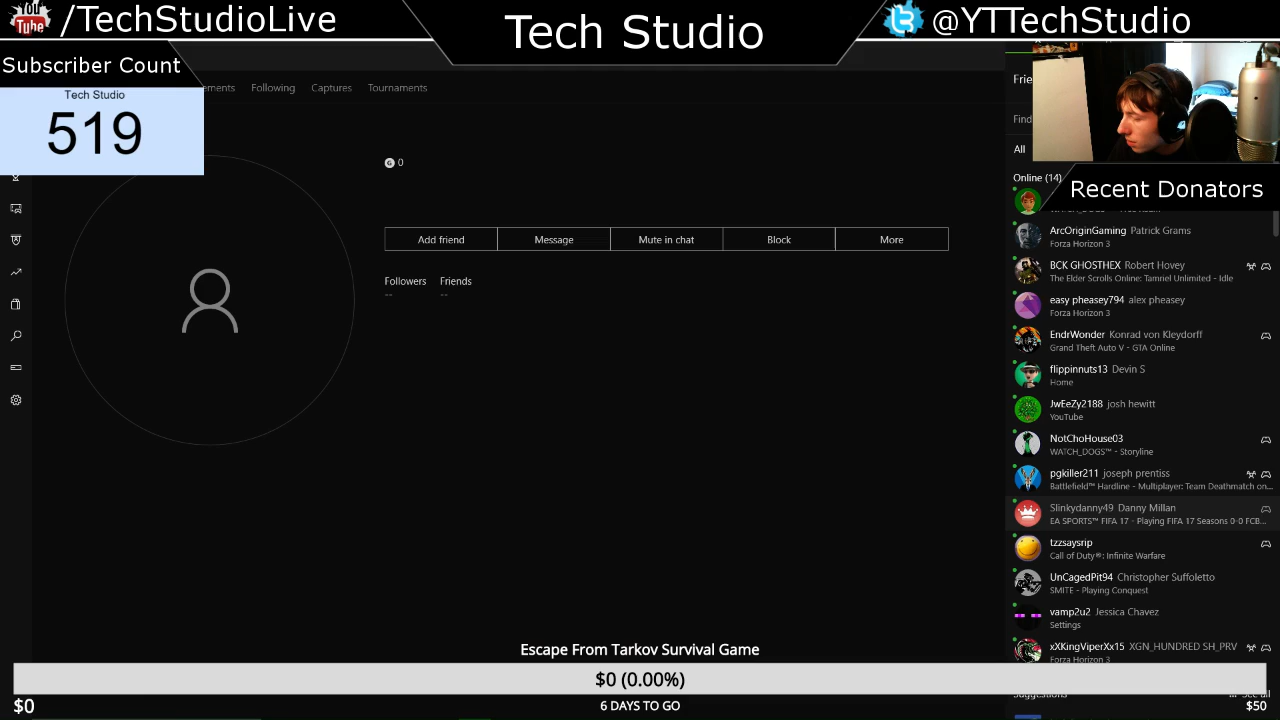 You Tube /TechStudioLive
Tech Studio
@YTTechStudio
Subscriber Count
Tech Studio
519
Following
Captures
Tournaments
G 0
Add friend
Message
Mute in chat
Block
More
Followers
Friends
--
--
Find
All
Online (14)
Recent Donators
ArcOriginGaming Patrick Grams
Forza Horizon 3
BCK GHOSTHEX Robert Hovey
The Elder Scrolls Online: Tamriel Unlimited - Idle
easy pheasey794 alex pheasey
Forza Horizon 3
EndrWonder Konrad von Kleydorff
Grand Theft Auto V - GTA Online
flippinnuts13 Devin S
Home
JwEeZy2188 josh hewitt
YouTube
NotChoHouse03
WATCH_DOGS™ - Storyline
pgkiller211 joseph prentiss
Battlefield™ Hardline - Multiplayer: Team Deathmatch on...
Slinkydanny49 Danny Millan
EA SPORTS™ FIFA 17 - Playing FIFA 17 Seasons 0-0 FCB...
tzzsaysrip
Call of Duty®: Infinite Warfare
UnCagedPit94 Christopher Suffoletto
SMITE - Playing Conquest
vamp2u2 Jessica Chavez
Settings
xXKingViperXx15 XGN_HUNDRED SH_PRV
Forza Horizon 3
Escape From Tarkov Survival Game
$0 (0.00%)
$0
6 DAYS TO GO
$50